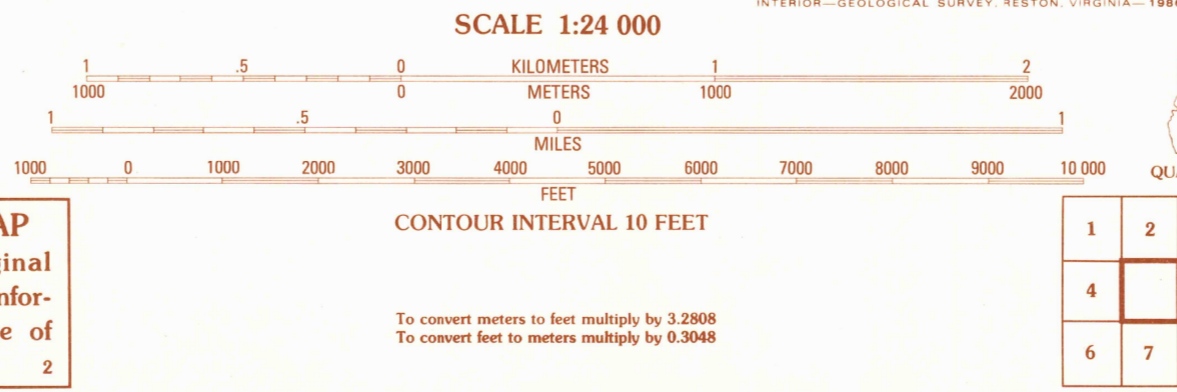 INTERIOR—GEOLOGICAL SURVEY, RESTON, VIRGINIA—
SCALE 1:24 000
1 .5 0 KILOMETERS 1 2
1000 0 METERS 1000 2000
1 .5 0 1
MILES
1000 0 1000 2000 3000 4000 5000 6000 7000 8000 9000 10 000
FEET
CONTOUR INTERVAL 10 FEET
To convert meters to feet multiply by 3.2808
To convert feet to meters multiply by 0.3048
AP
ginal
nfor-
e of
2
QU
1 2
4
6 7